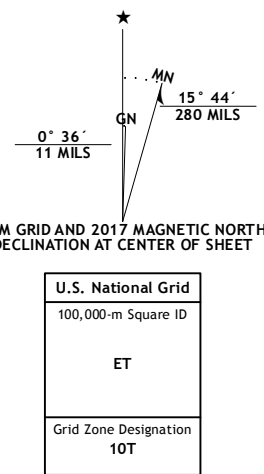 ★
MN
15° 44´
280 MILS
GN
0° 36´
11 MILS
M GRID AND 2017 MAGNETIC NORTH
DECLINATION AT CENTER OF SHEET
U.S. National Grid
100,000-m Square ID
ET
Grid Zone Designation
10T